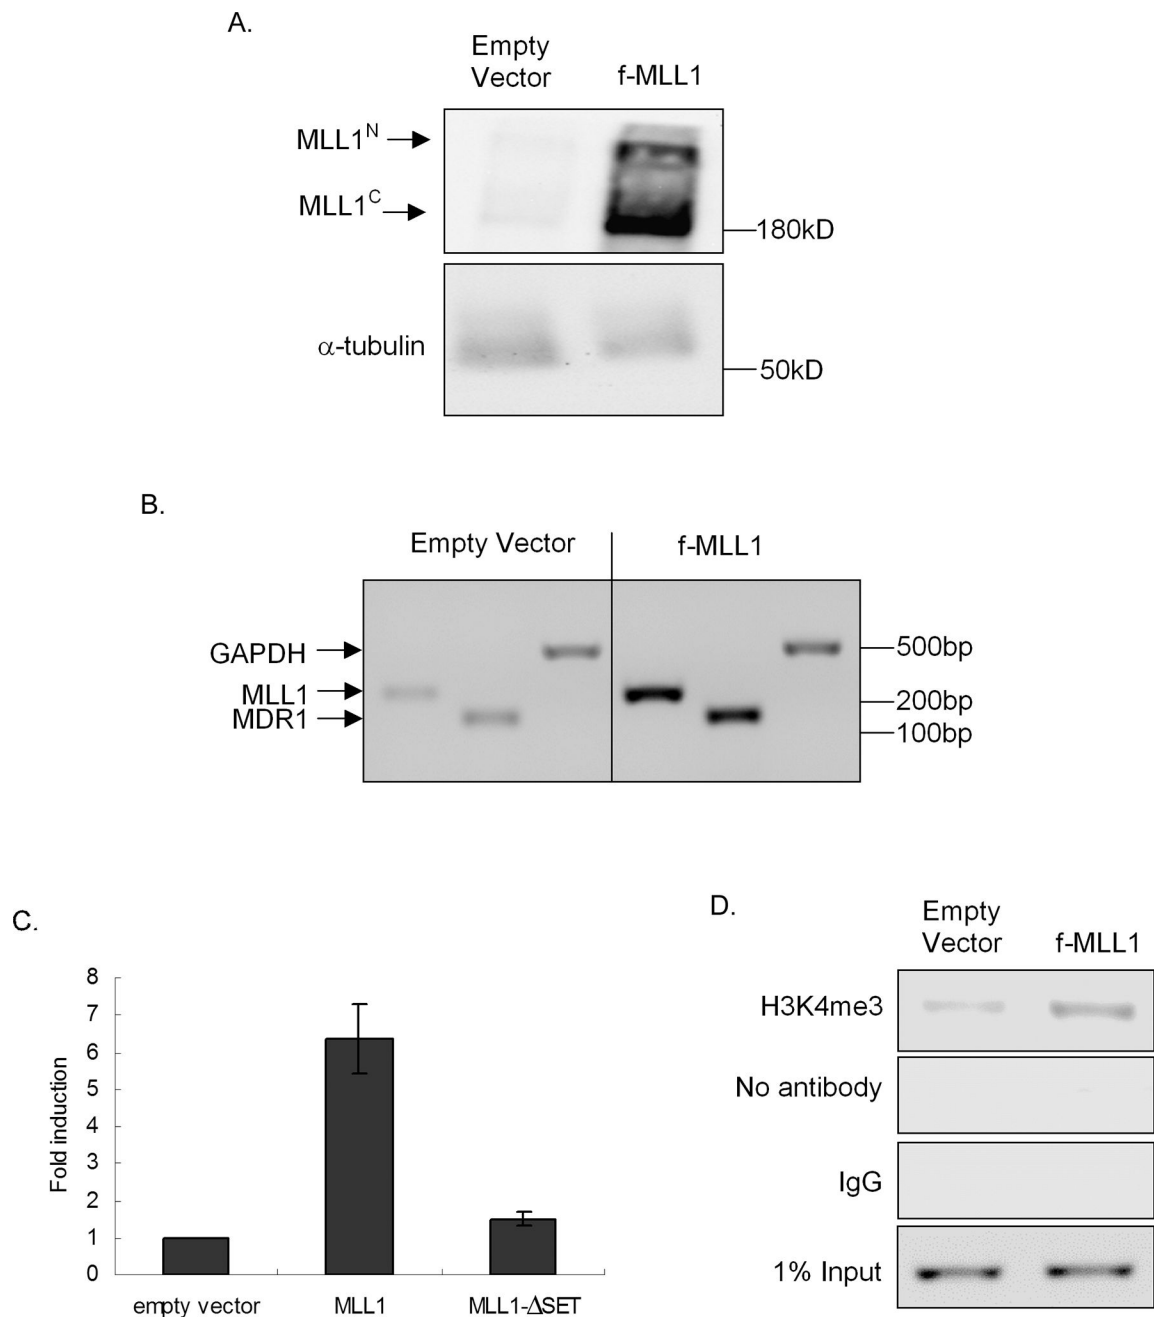 A.
Empty
Vector
f-MLL1
MLL1N
MLL1C
180kD
α-tubulin
50kD
B.
Empty Vector
f-MLL1
GAPDH
MLL1
MDR1
500bp
200bp
100bp
C.
8
7
6
5
4
3
2
1
0
Fold induction
empty vector
MLL1
MLL1-ΔSET
D.
Empty
Vector
f-MLL1
H3K4me3
No antibody
IgG
1% Input